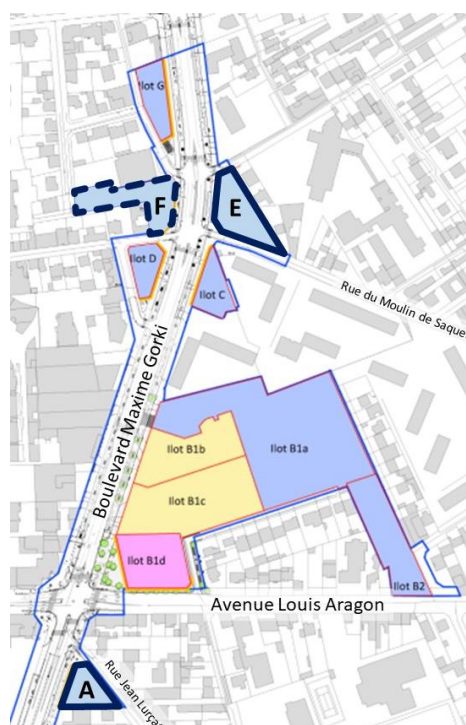 Ilot G
F
E
Ilot D
Ilot C
Rue du Moulin de Saque
Boulevard Maxime Gorki
Ilot B1b
Ilot B1a
Ilot B1c
Ilot B1d
Ilot B2
Avenue Louis Aragon
A
Rue Jean Lurça